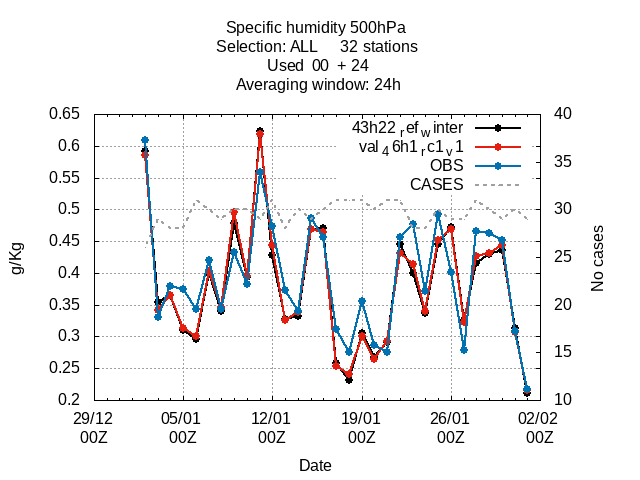 Specific humidity 500hPa
Selection: ALL 32 stations
Used 00 + 24
Averaging window: 24h
43h22_ref_winter
val_46h1_rc1_v1
OBS
CASES
g/Kg
0.65
0.6
0.55
0.5
0.45
0.4
0.35
0.3
0.25
0.2
40
35
30
25
20
15
10
No cases
29/12 05/01 12/01 19/01 26/01 02/02
00Z 00Z 00Z 00Z 00Z 00Z
Date